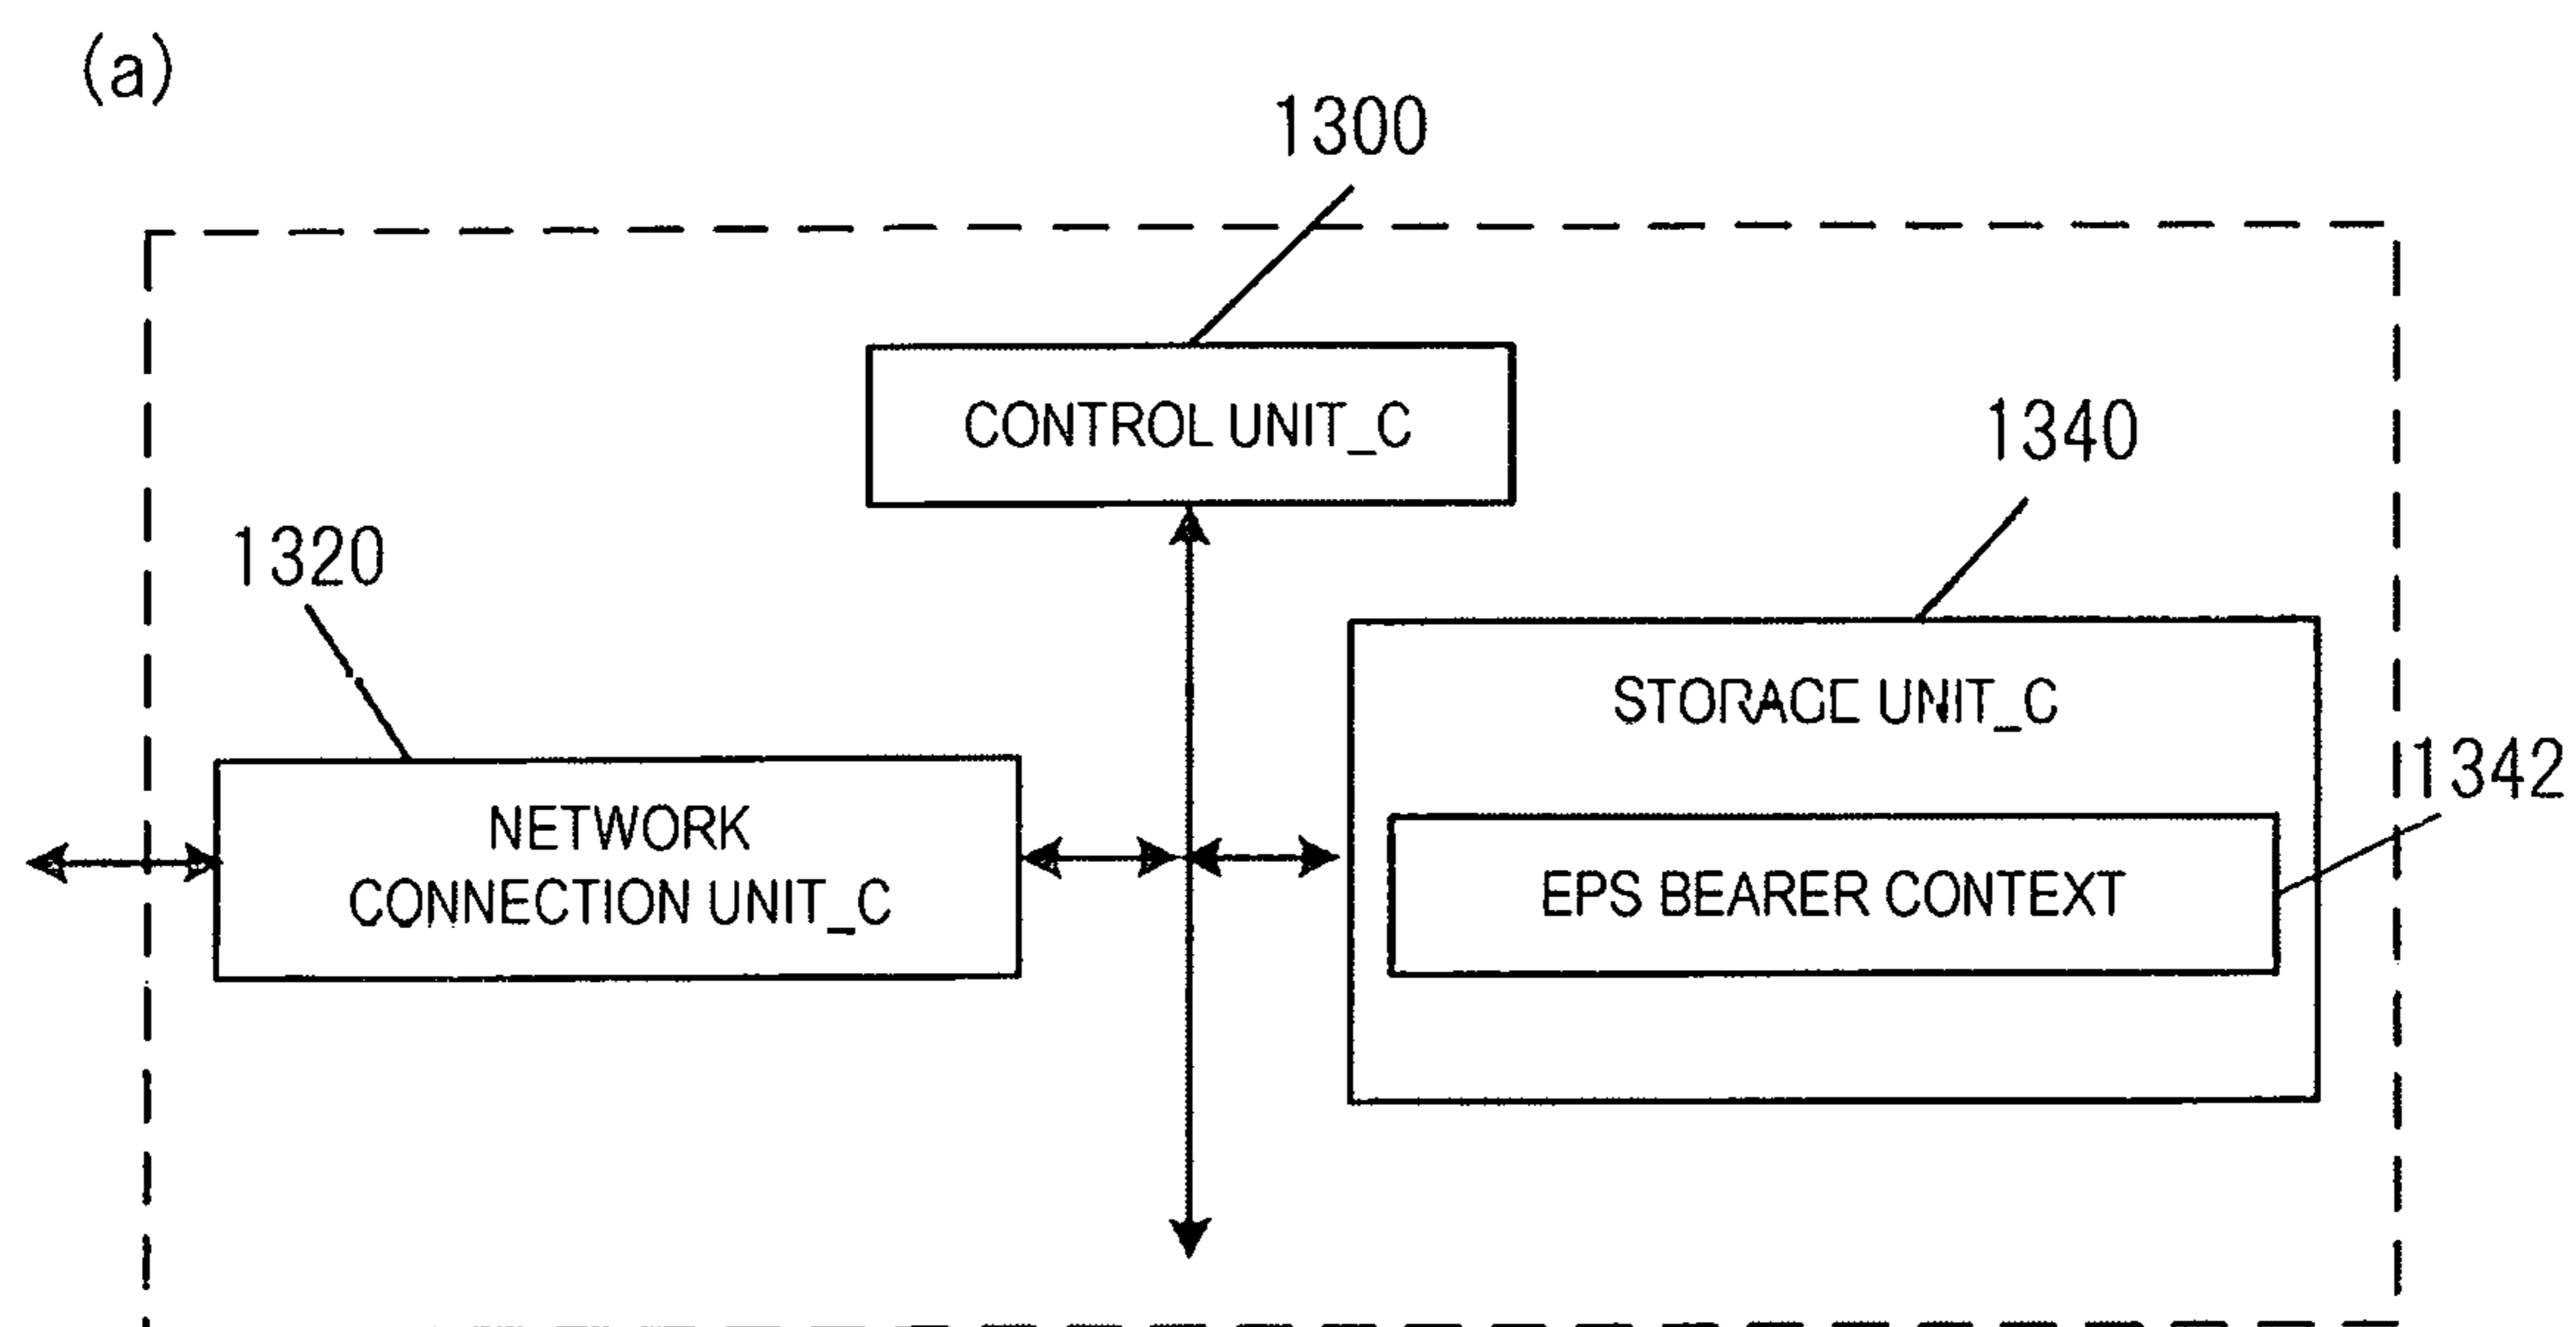 (a)
1300
CONTROL UNIT_C
1340
1320
STORAGE UNIT_C
1342
NETWORK
CONNECTION UNIT_C
EPS BEARER CONTEXT